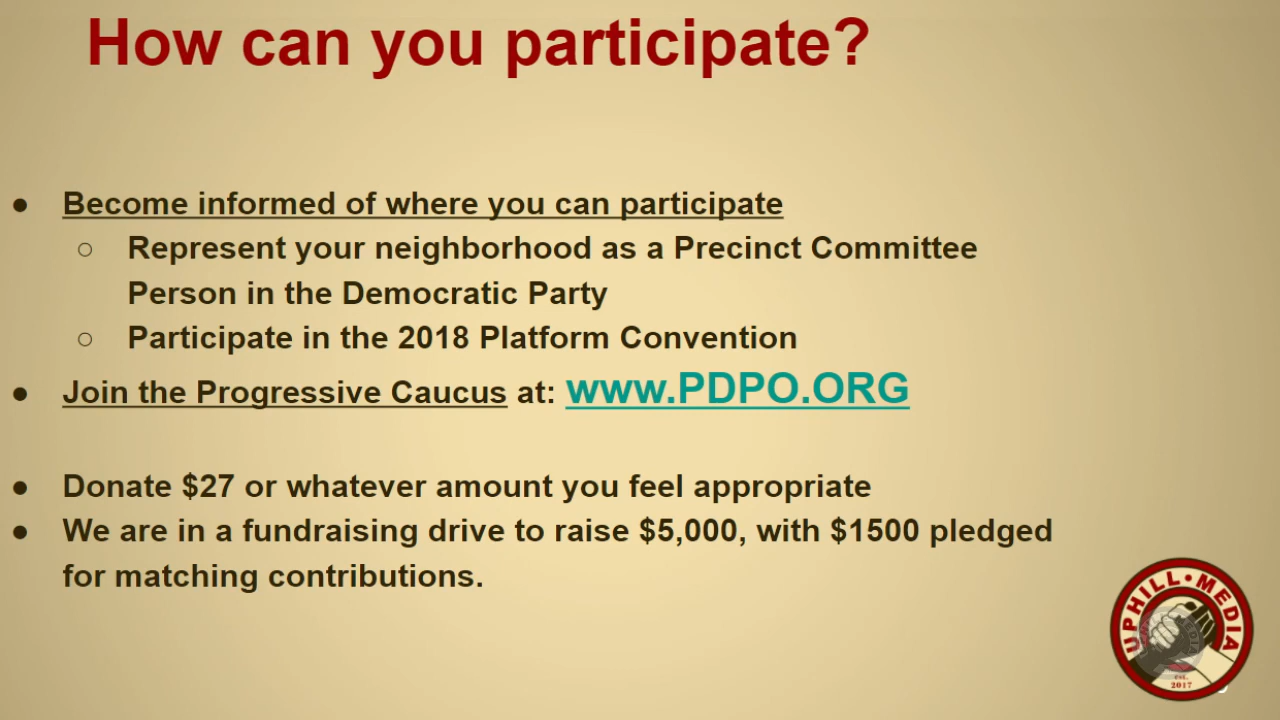 How can you participate?
● Become informed of where you can participate
○ Represent your neighborhood as a Precinct Committee
Person in the Democratic Party
○ Participate in the 2018 Platform Convention
● Join the Progressive Caucus at: www.PDPO.ORG
● Donate $27 or whatever amount you feel appropriate
● We are in a fundraising drive to raise $5,000, with $1500 pledged
for matching contributions.
UPHILL • MEDIA
EST.
2017